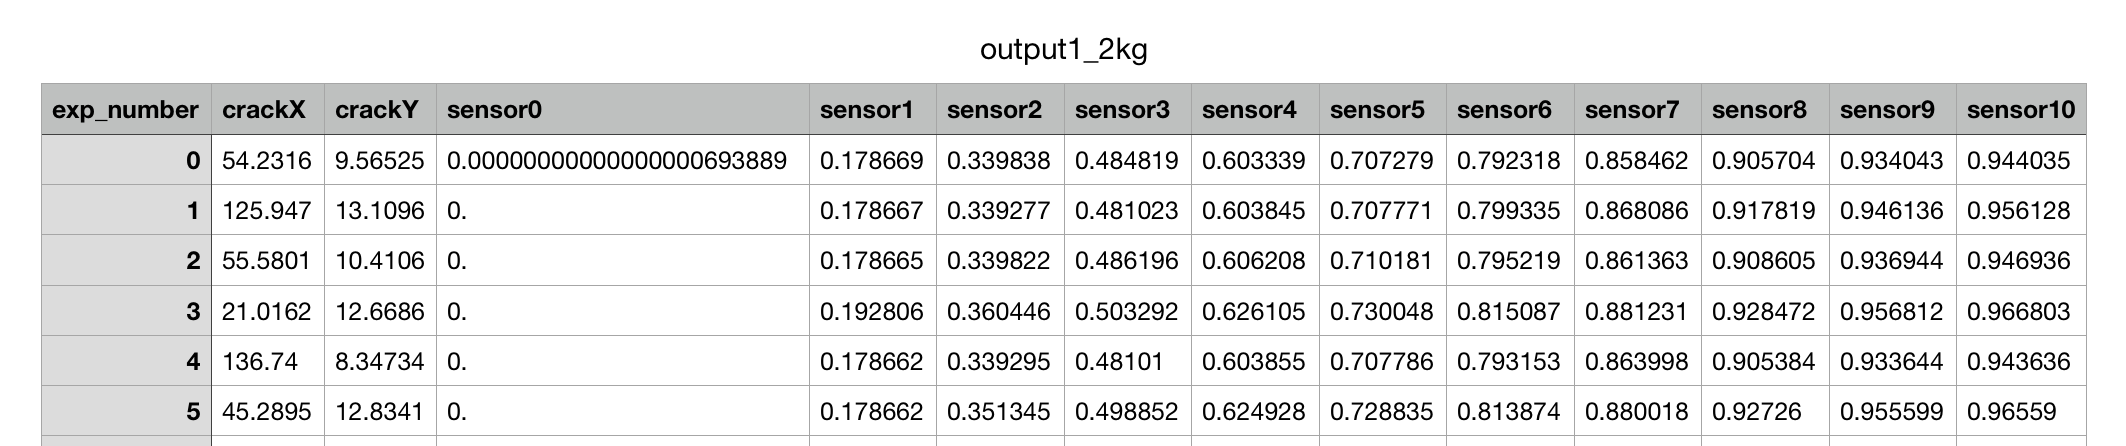 output1_2kg
exp_number crackX crackY sensor0 sensor1 sensor2 sensor3 sensor4 sensor5 sensor6 sensor7 sensor8 sensor9 sensor10
0 54.2316 9.56525 0.0000000000000000693889 0.178669 0.339838 0.484819 0.603339 0.707279 0.792318 0.858462 0.905704 0.934043 0.944035
1 125.947 13.1096 0. 0.178667 0.339277 0.481023 0.603845 0.707771 0.799335 0.868086 0.917819 0.946136 0.956128
2 55.5801 10.4106 0. 0.178665 0.339822 0.486196 0.606208 0.710181 0.795219 0.861363 0.908605 0.936944 0.946936
3 21.0162 12.6686 0. 0.192806 0.360446 0.503292 0.626105 0.730048 0.815087 0.881231 0.928472 0.956812 0.966803
4 136.74 8.34734 0. 0.178662 0.339295 0.48101 0.603855 0.707786 0.793153 0.863998 0.905384 0.933644 0.943636
5 45.2895 12.8341 0. 0.178662 0.351345 0.498852 0.624928 0.728835 0.813874 0.880018 0.92726 0.955599 0.96559